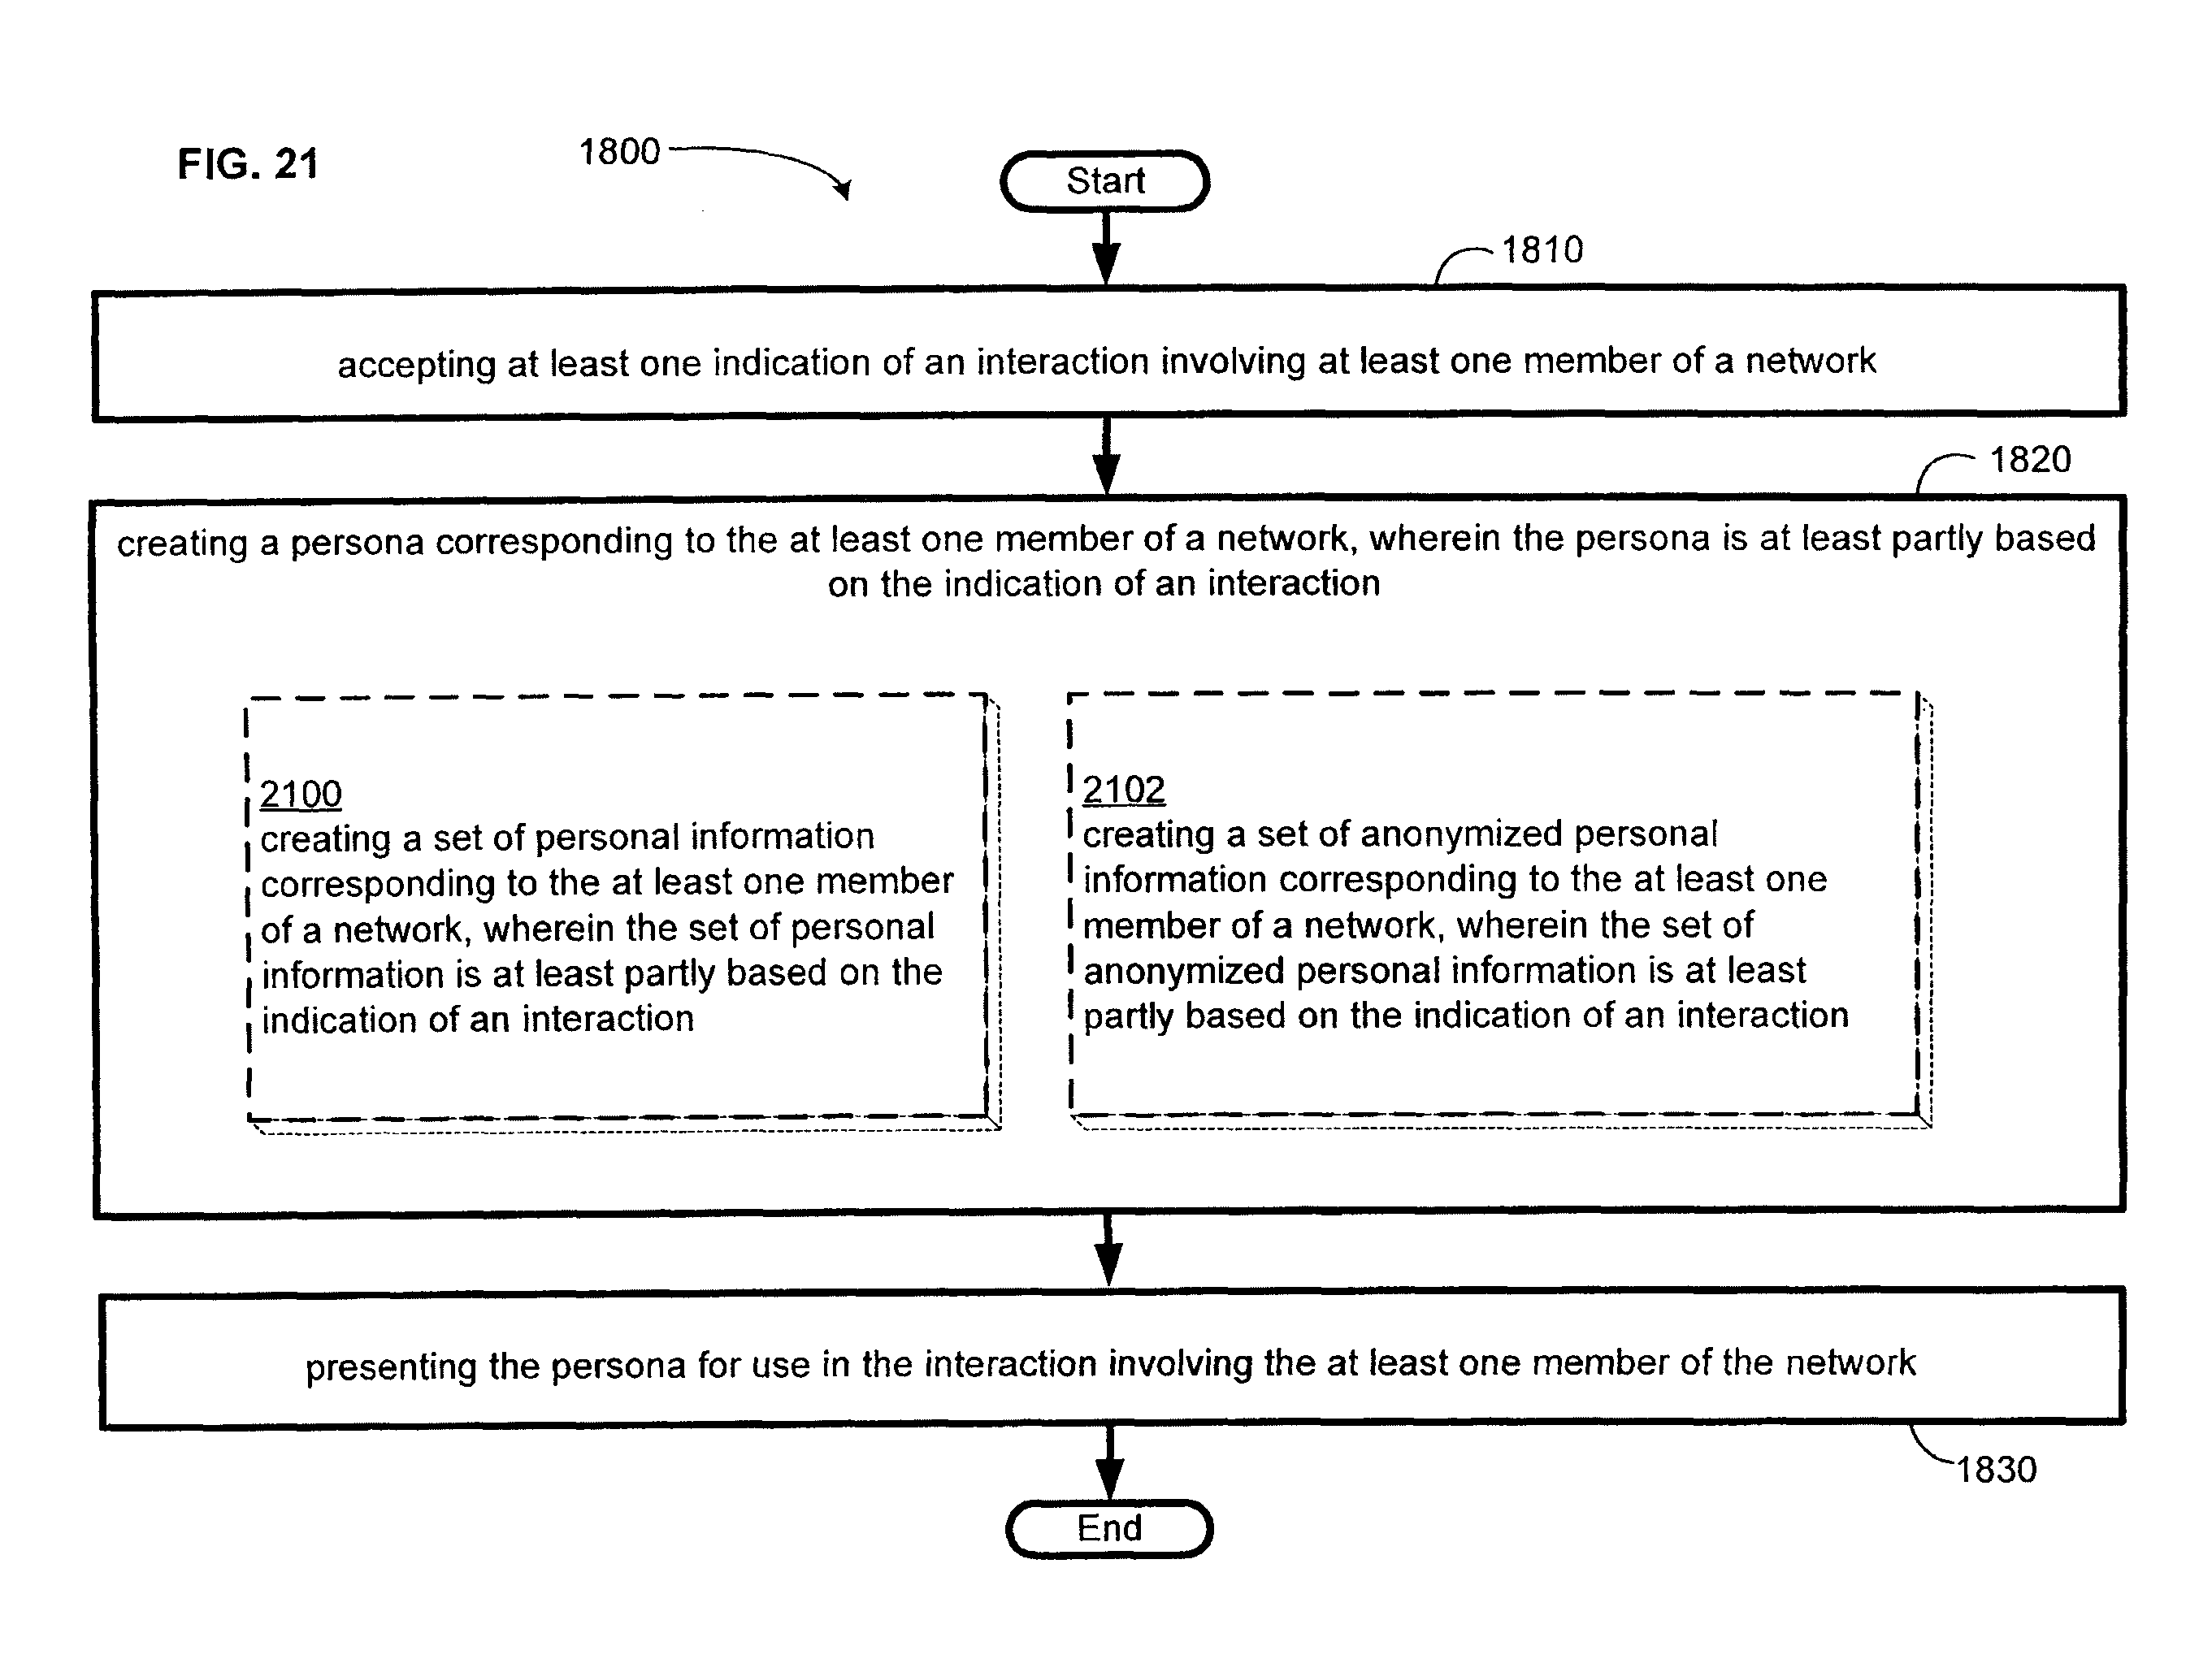 FIG. 21
1800
Start
1810
accepting at least one indication of an interaction involving at least one member of a network
1820
creating a persona corresponding to the at least one member of a network, wherein the persona is at least partly based
on the indication of an interaction
2100
creating a set of personal information
corresponding to the at least one member
of a network, wherein the set of personal
information is at least partly based on the
indication of an interaction
2102
creating a set of anonymized personal
information corresponding to the at least one
member of a network, wherein the set of
anonymized personal information is at least
partly based on the indication of an interaction
presenting the persona for use in the interaction involving the at least one member of the network
1830
End